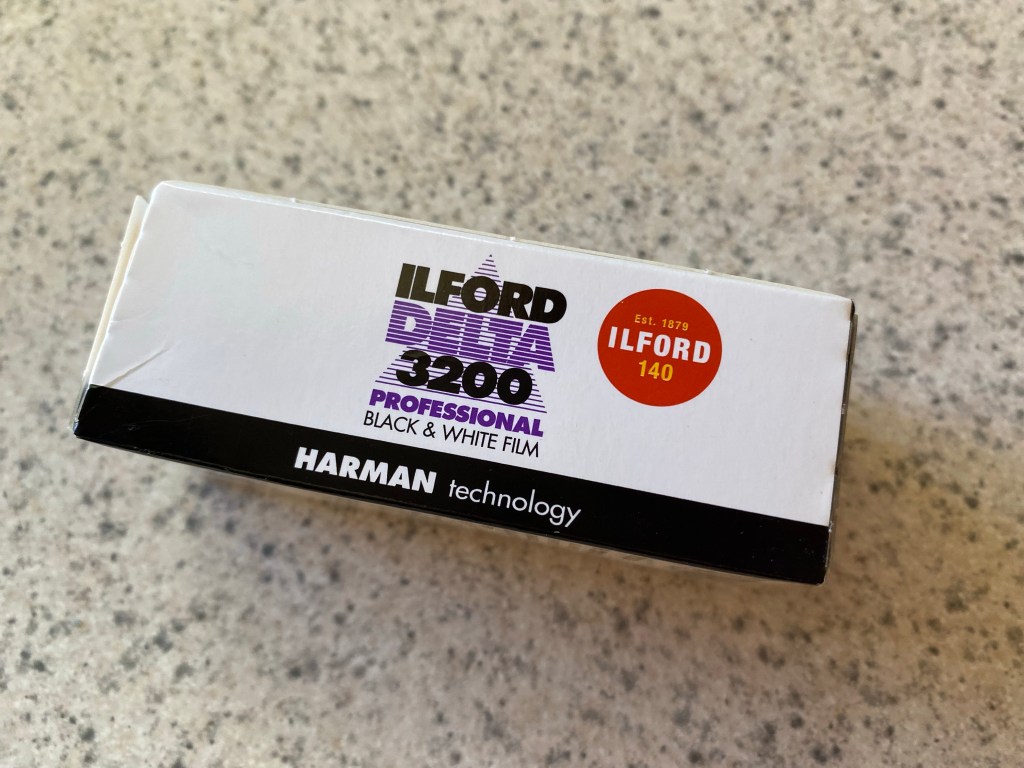 ILFORD
DELTA
3200
PROFESSIONAL
BLACK & WHITE FILM
Est. 1879
ILFORD
140
HARMAN technology